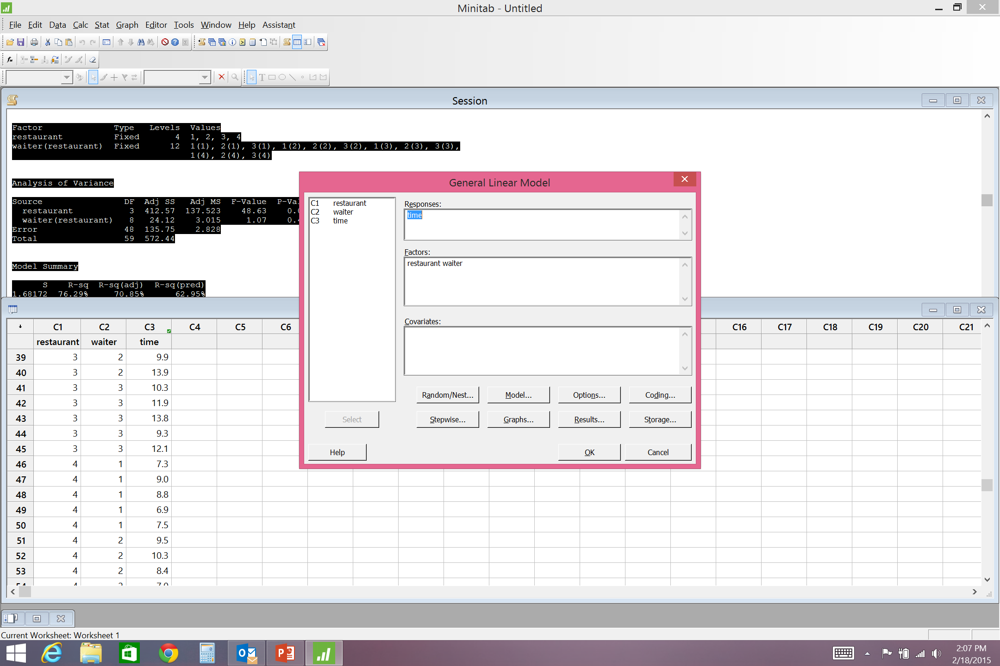 Minitab - Untitled
File Edit Data Calc Stat Graph Editor Tools Window Help Assistant
Session
Factor Type Levels Values
restaurant Fixed 4 1, 2, 3, 4
waiter(restaurant) Fixed 12 1(1), 2(1), 3(1), 1(2), 2(2), 3(2), 1(3), 2(3), 3(3),
1(4), 2(4), 3(4)
Analysis of Variance
Source DF Adj SS Adj MS F-Value
restaurant 3 412.57 137.523 48.63
waiter(restaurant) 8 24.12 3.015 1.07
Error 48 135.75 2.828
Total 59 572.44
Model Summary
S R-sq R-sq(adj) R-sq(pred)
1.68172 76.29% 70.85% 62.95%
General Linear Model
C1 restaurant
C2 waiter
C3 time
Select
Responses:
time
Factors:
restaurant waiter
Covariates:
Random/Nest... Model... Options... Coding...
Stepwise... Graphs... Results... Storage...
Help OK Cancel
C1 C2 C3 C4 C5 C6 C16 C17 C18 C19 C20 C21
restaurant waiter time
39 3 2 9.9
40 3 2 13.9
41 3 3 10.3
42 3 3 11.9
43 3 3 13.8
44 3 3 9.3
45 3 3 12.1
46 4 1 7.3
47 4 1 9.0
48 4 1 8.8
49 4 1 6.9
50 4 1 7.5
51 4 2 9.5
52 4 2 10.3
53 4 2 8.4
Current Worksheet: Worksheet 1
2:07 PM
2/18/2015